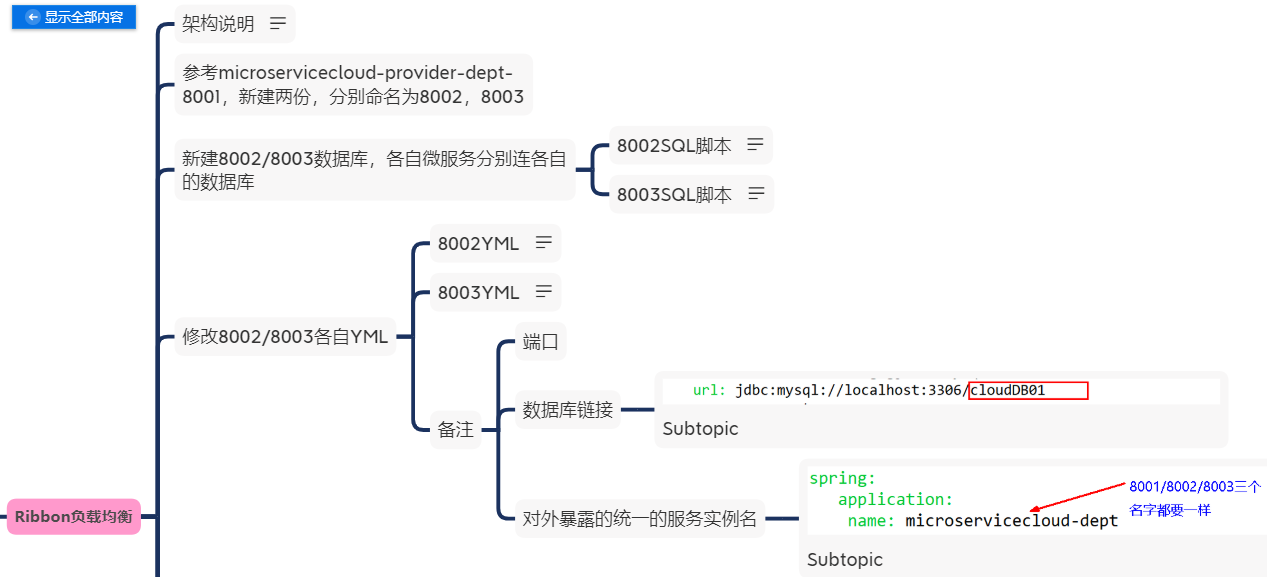 显示全部内容
架构说明
参考microservicecloud-provider-dept-
8001，新建两份，分别命名为8002，8003
新建8002/8003数据库，各自微服务分别连各自
的数据库
8002SQL脚本
8003SQL脚本
修改8002/8003各自YML
8002YML
8003YML
备注
端口
数据库链接
url: jdbc:mysql://localhost:3306/cloudDB01
Subtopic
对外暴露的统一的服务实例名
spring:
application:
name: microservicecloud-dept
8001/8002/8003三个
名字都要一样
Subtopic
Ribbon负载均衡